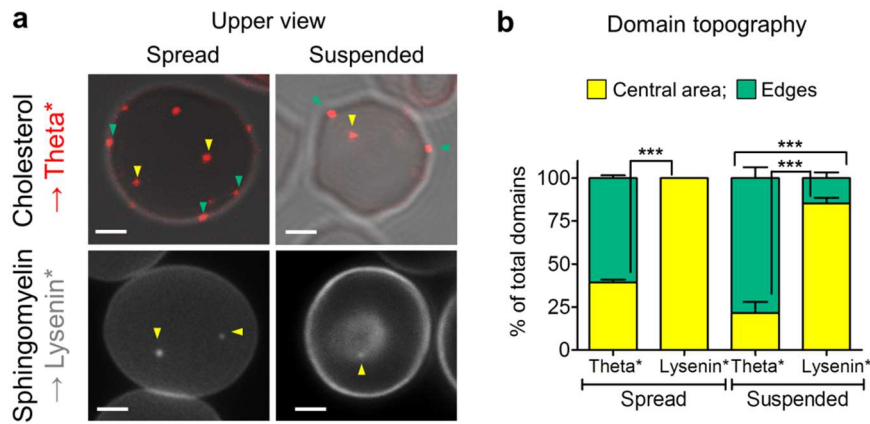 a
Upper view
Spread
Suspended
Cholesterol
→ Theta*
Sphingomyelin
→ Lysenin*
b
Domain topography
Central area; Edges
***
***
***
% of total domains
100
75
50
25
0
Theta* Lysenin* Theta* Lysenin*
Spread
Suspended